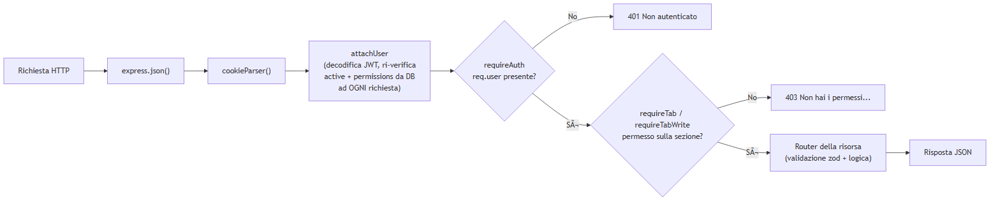 Richiesta HTTP
express.json()
cookieParser()
attachUser
(decodifica JWT, ri-verifica
active + permissions da DB
ad OGNI richiesta)
requireAuth
req.user presente?
No
401 Non autenticato
SÃ¬
requireTab /
requireTabWrite
permesso sulla sezione?
No
403 Non hai i permessi...
SÃ¬
Router della risorsa
(validazione zod + logica)
Risposta JSON